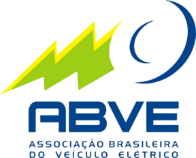 ABVE
ASSOCIAÇÃO BRASILEIRA
DO VEÍCULO ELÉTRICO